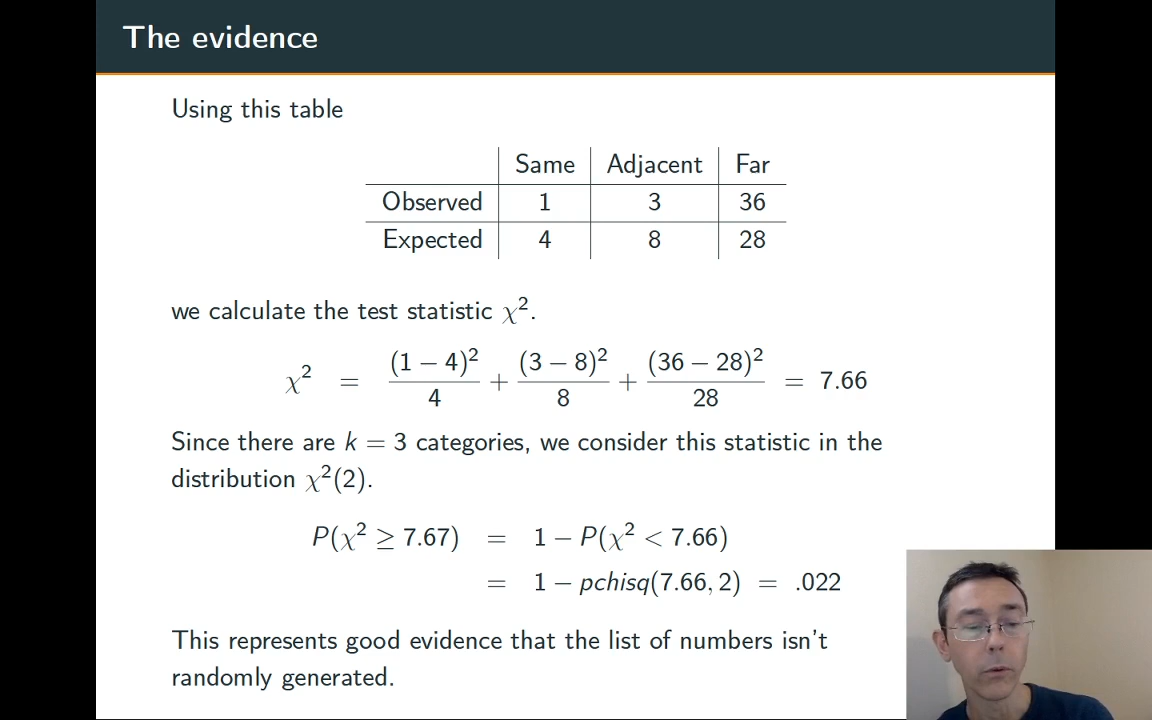 The evidence
Using this table
Same Adjacent Far
Observed 1 3 36
Expected 4 8 28
we calculate the test statistic χ².
χ² = (1 − 4)²/4 + (3 − 8)²/8 + (36 − 28)²/28 = 7.66
Since there are k = 3 categories, we consider this statistic in the
distribution χ²(2).
P(χ² ≥ 7.67) = 1 − P(χ² < 7.66)
= 1 − pchisq(7.66, 2) = .022
This represents good evidence that the list of numbers isn't
randomly generated.